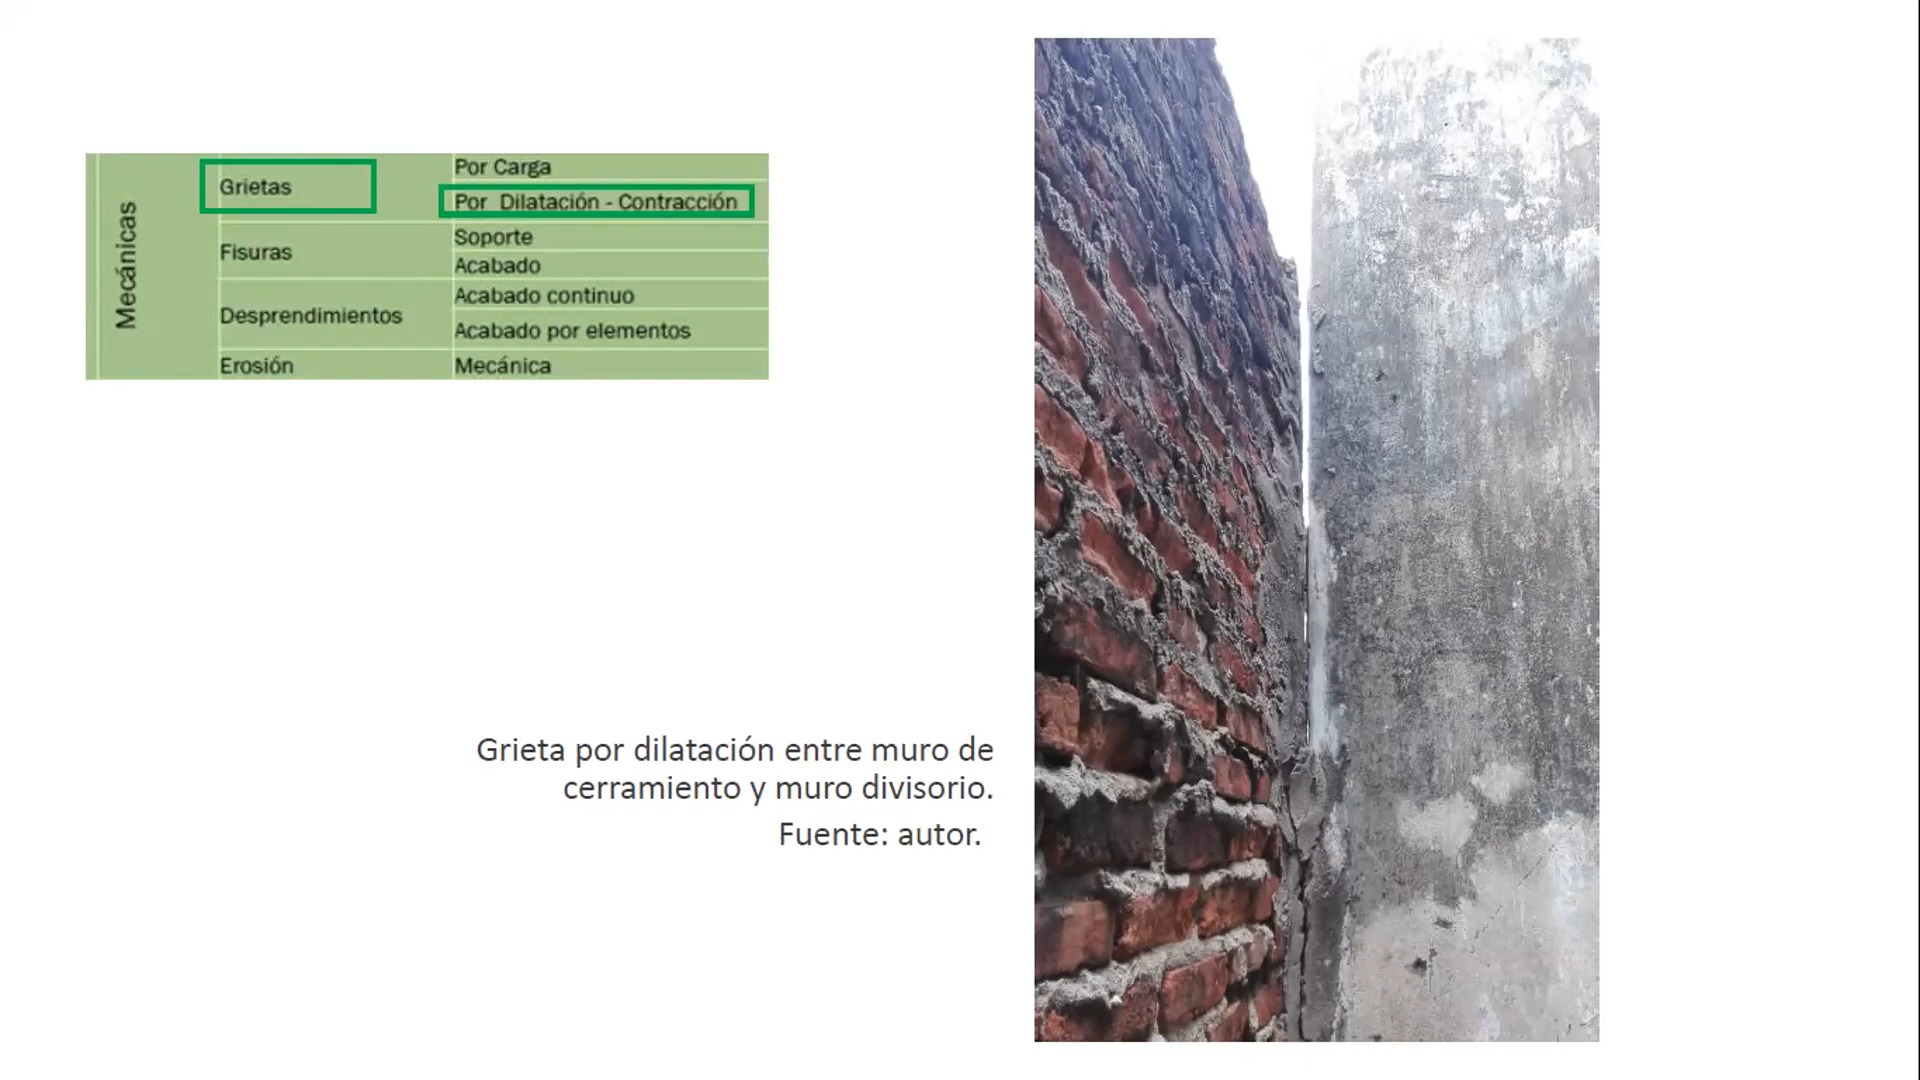 Mecánicas
Grietas
Por Carga
Por Dilatación - Contracción
Fisuras
Soporte
Acabado
Desprendimientos
Acabado continuo
Acabado por elementos
Erosión
Mecánica
Grieta por dilatación entre muro de
cerramiento y muro divisorio.
Fuente: autor.